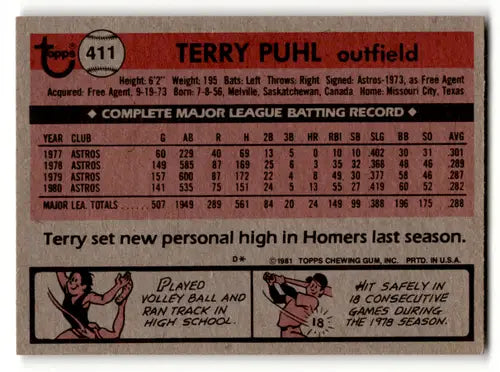 Topps 411 TERRY PUHL outfield
Height: 6'2" Weight: 195 Bats: Left Throws: Right Signed: Astros-1973, as Free Agent
Acquired: Free Agent, 9-19-73 Born: 7-8-56, Melville, Saskatchewan, Canada Home: Missouri City, Texas
◆ COMPLETE MAJOR LEAGUE BATTING RECORD ◆
YEAR CLUB G AB R H 2B 3B HR RBI SB SLG BB SO AVG
1977 ASTROS 60 229 40 69 13 5 0 10 10 .402 30 31 .301
1978 ASTROS 149 585 87 169 25 6 3 35 32 .366 48 46 .289
1979 ASTROS 157 600 87 172 22 4 8 49 30 .377 58 46 .287
1980 ASTROS 141 535 75 151 24 5 13 55 27 .419 60 52 .282
MAJOR LEA. TOTALS 507 1949 289 561 84 20 24 149 99 .388 196 175 .288
Terry set new personal high in Homers last season.
D* ©1981 TOPPS CHEWING GUM, INC. PRTD. IN U.S.A.
PLAYED
VOLLEY BALL AND
RAN TRACK IN
HIGH SCHOOL.
18
HIT SAFELY IN
18 CONSECUTIVE
GAMES DURING
THE 1978 SEASON.